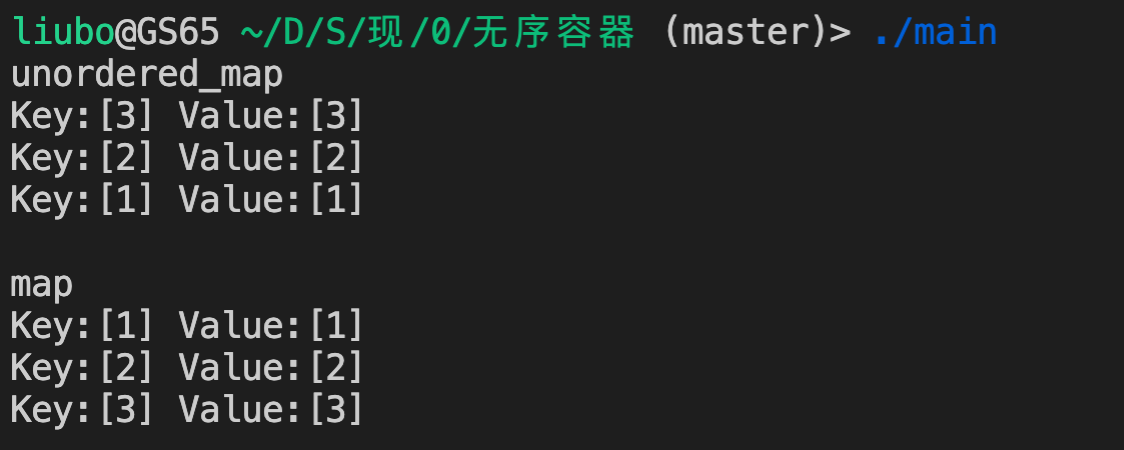 liubo@GS65 ~/D/S/现/0/无序容器 (master)> ./main
unordered_map
Key:[3] Value:[3]
Key:[2] Value:[2]
Key:[1] Value:[1]
map
Key:[1] Value:[1]
Key:[2] Value:[2]
Key:[3] Value:[3]